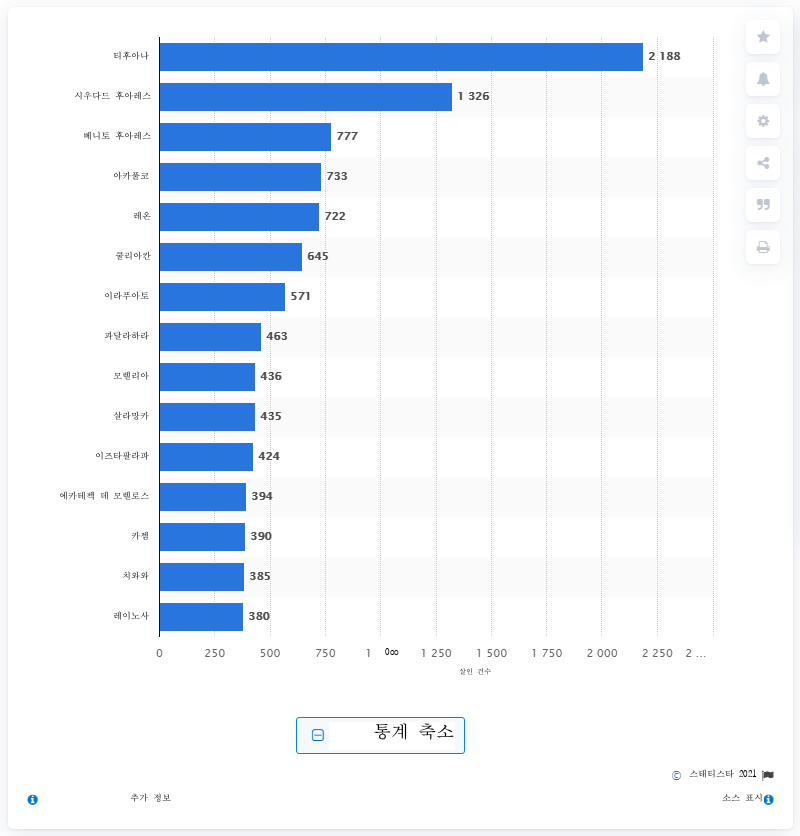 티후아나 2 188
시우다드 후아레스 1 326
베니토 후아레스 777
아카풀코 733
레온 722
쿨리아칸 645
이라푸아토 571
과달라하라 463
모렐리아 436
살라망카 435
이즈타팔라파 424
에카테펙 데 모렐로스 394
카젬 390
치와와 385
레이노사 380
0 250 500 750 1 0∞ 1 250 1 500 1 750 2 000 2 250 2 ...
살인 건수
통계 축소
© 스태티스타 2021
추가 정보 소스 표시